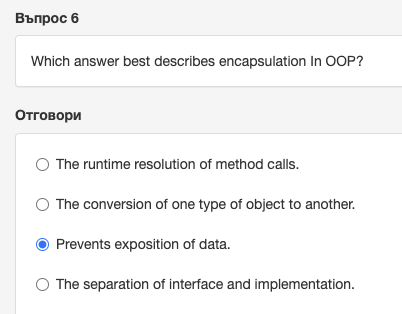 Въпрос 6
Which answer best describes encapsulation In OOP?
Отговори
The runtime resolution of method calls.
The conversion of one type of object to another.
Prevents exposition of data.
The separation of interface and implementation.